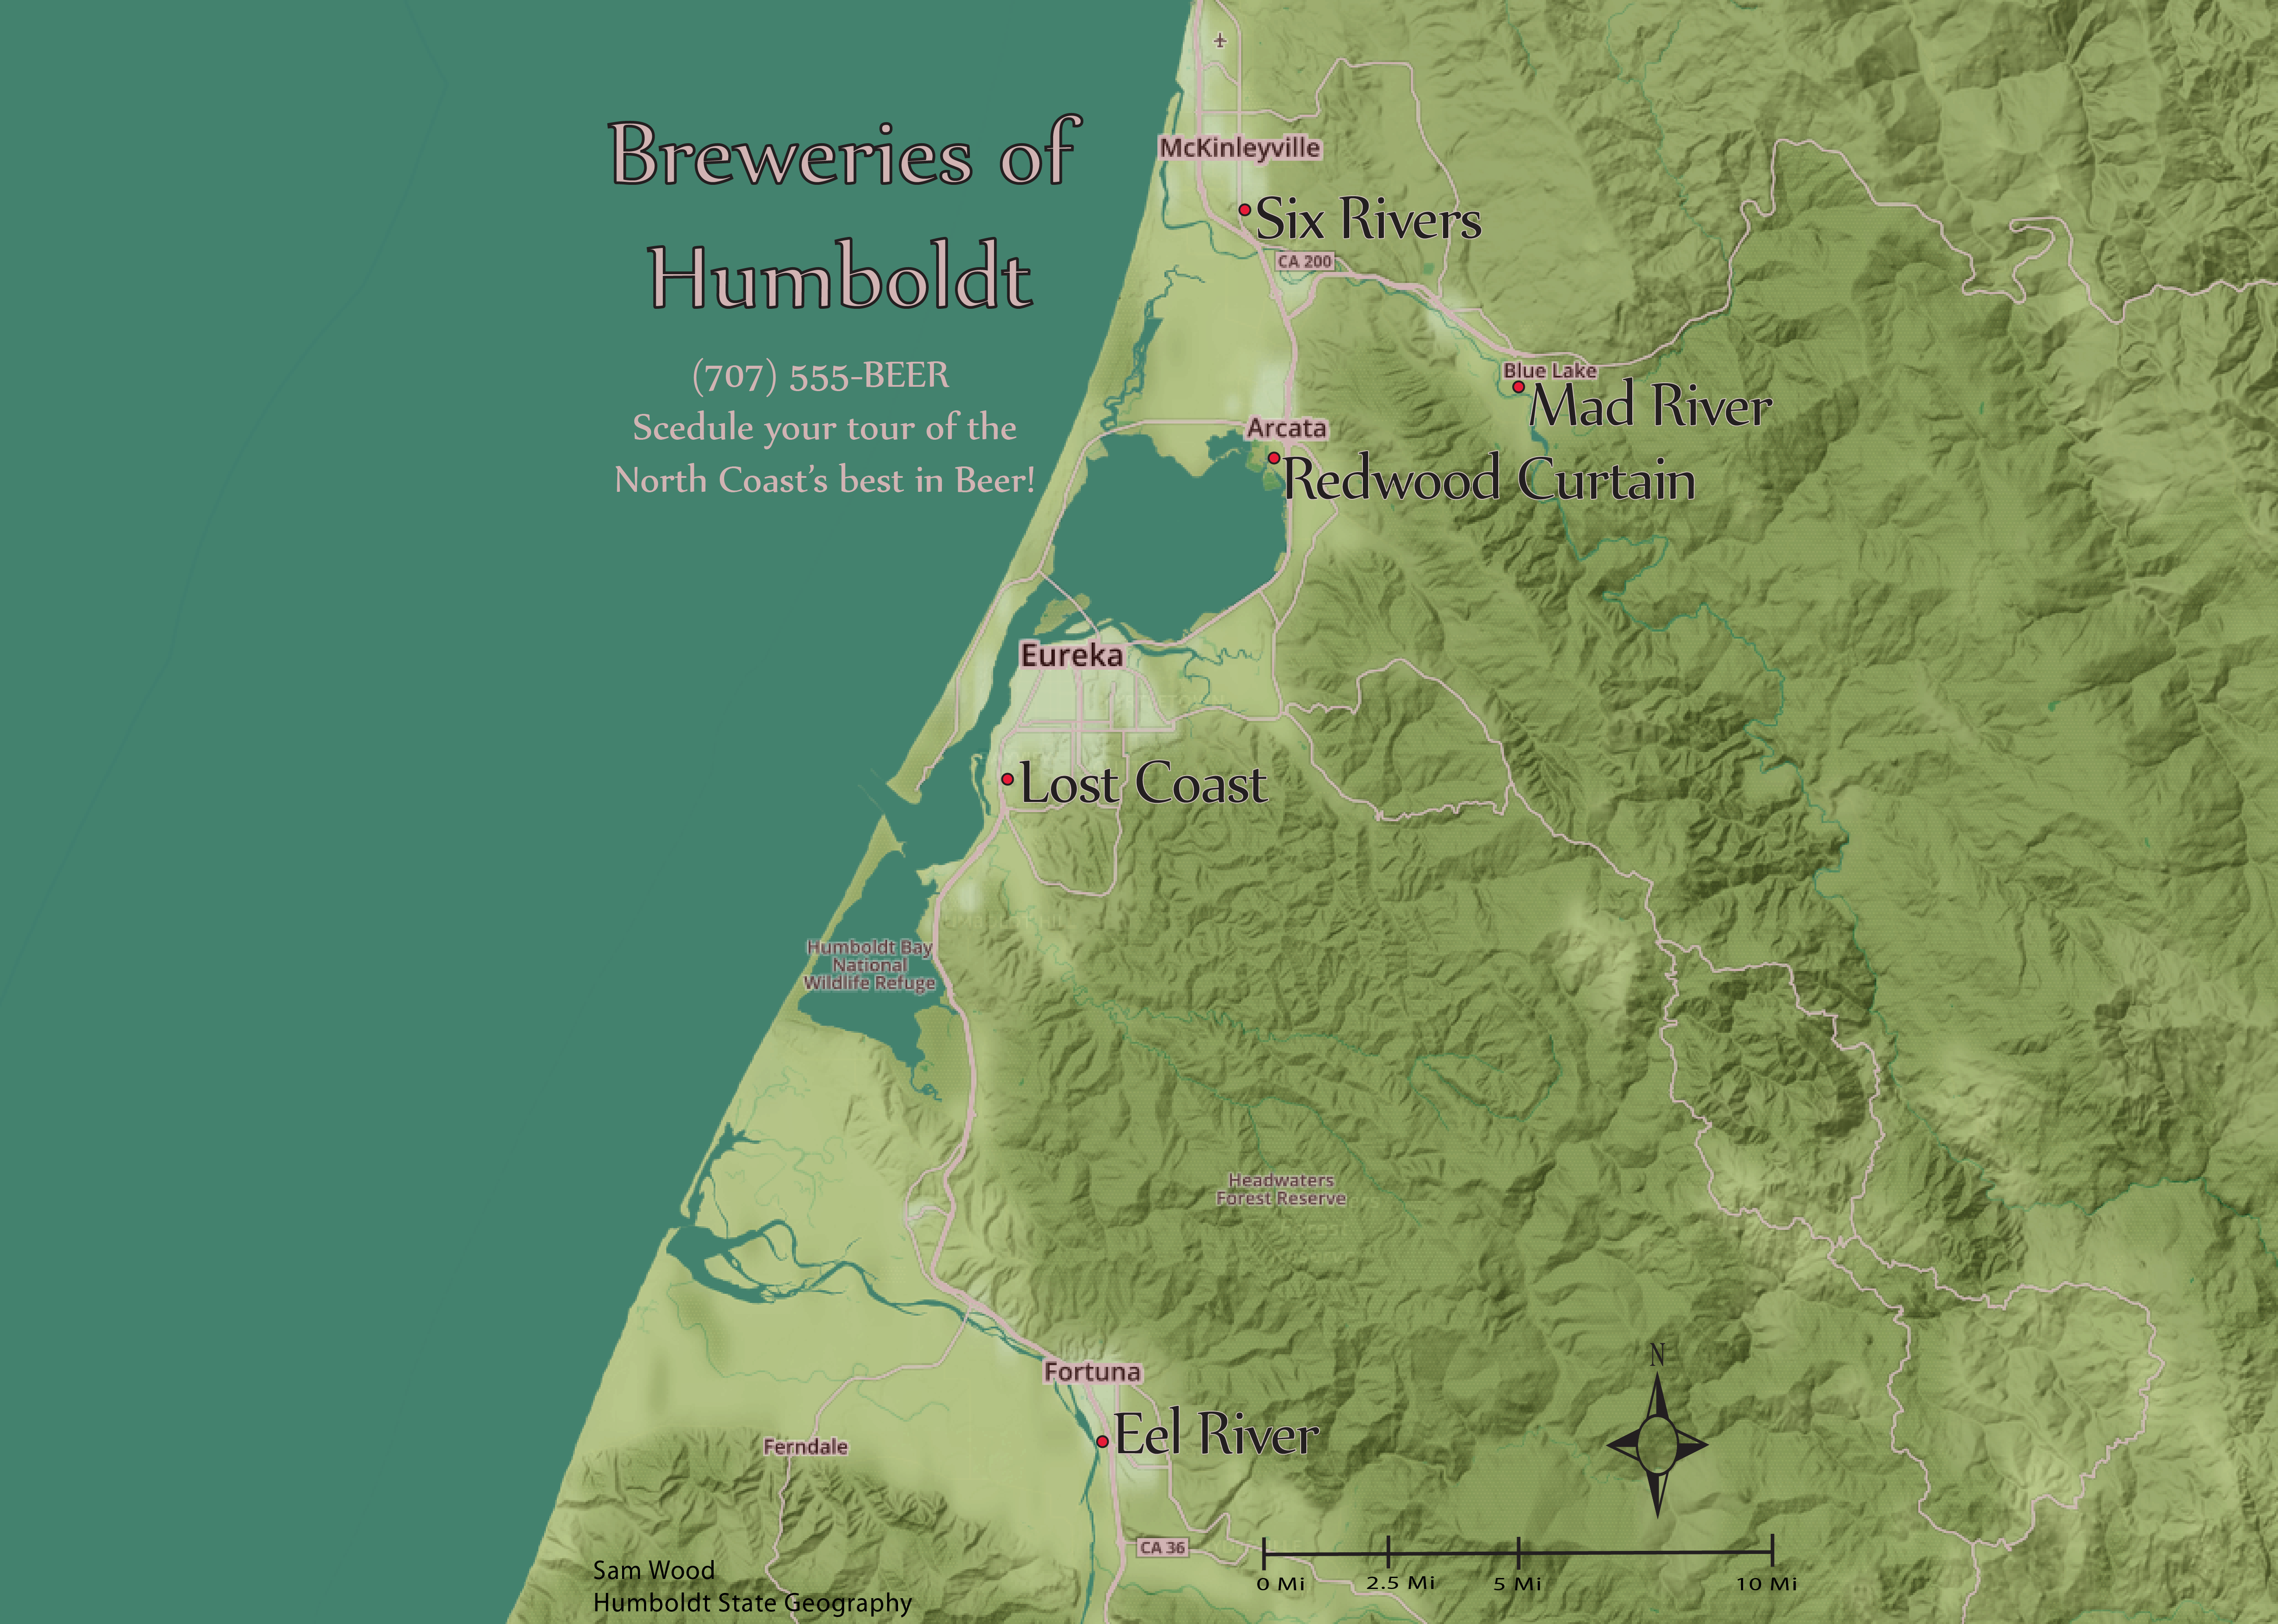 Breweries of
Humboldt
(707) 555-BEER
Scedule your tour of the
North Coast's best in Beer!
McKinleyville
Six Rivers
CA 200
Blue Lake
Mad River
Arcata
Redwood Curtain
Eureka
Lost Coast
Humboldt Bay
National
Wildlife Refuge
Headwaters
Forest Reserve
Fortuna
Eel River
Ferndale
CA 36
N
0 Mi 2.5 Mi 5 Mi 10 Mi
Sam Wood
Humboldt State Geography